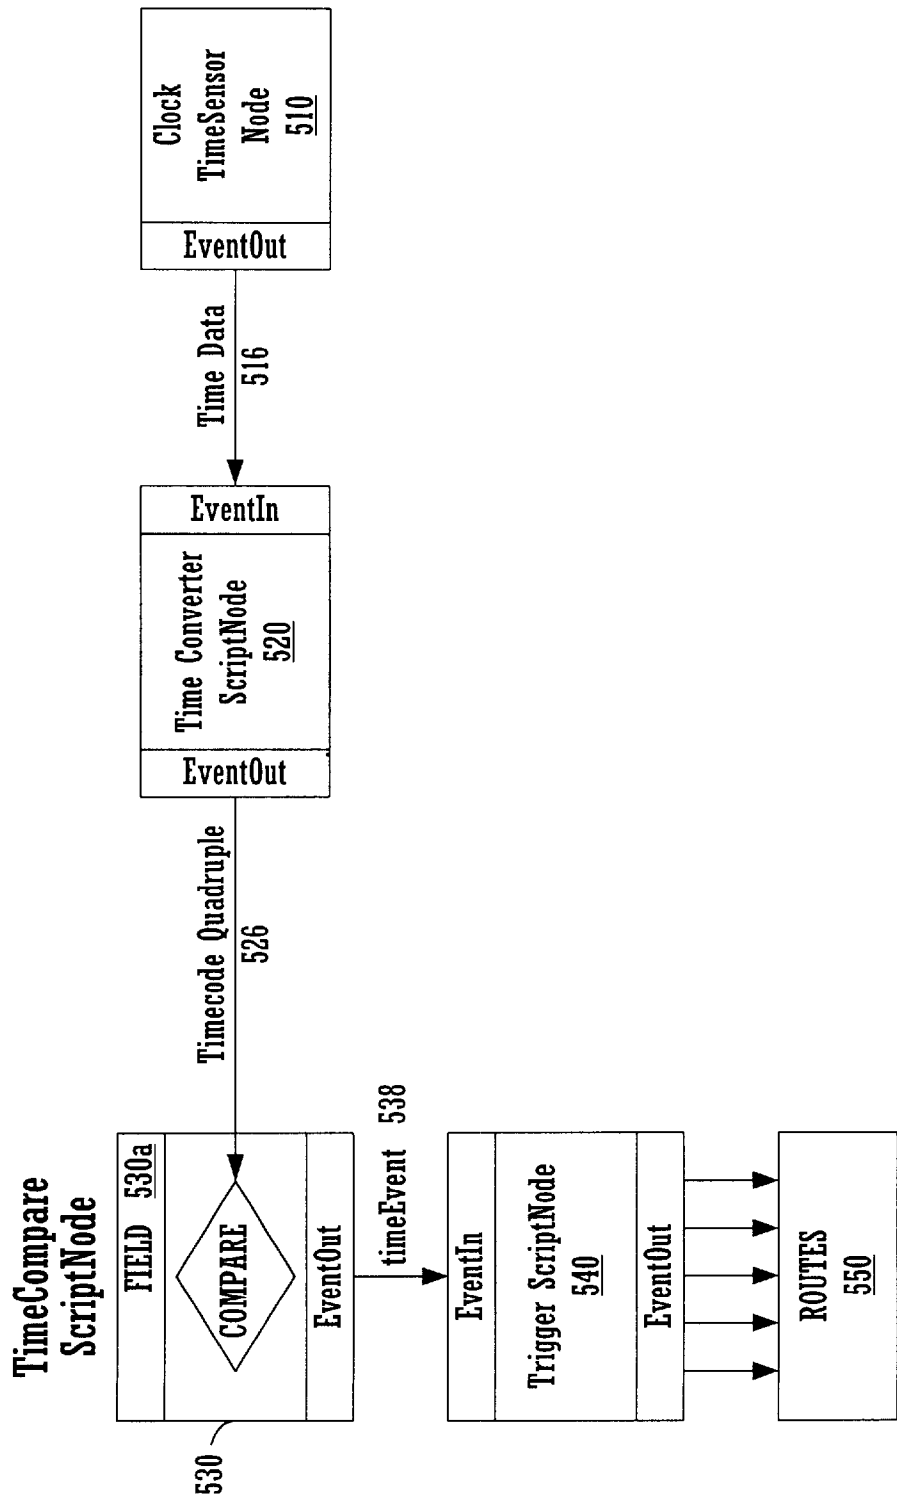 TimeCompare
ScriptNode
530
FIELD 530a
COMPARE
EventOut
timeEvent 538
EventIn
Trigger ScriptNode
540
EventOut
ROUTES
550
Timecode Quadruple
526
EventOut
Time Converter
ScriptNode
520
EventIn
Time Data
516
EventOut
Clock
TimeSensor
Node
510